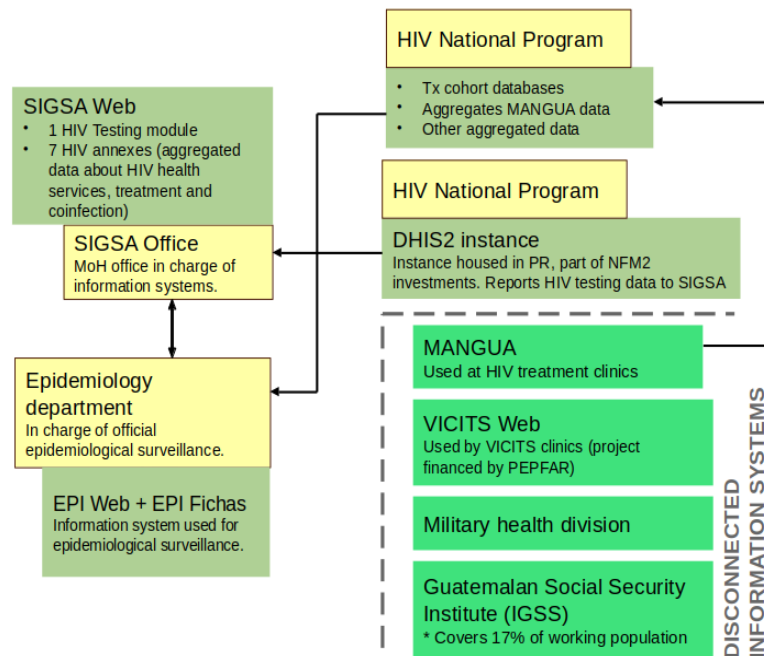 HIV National Program
• Tx cohort databases
• Aggregates MANGUA data
• Other aggregated data
SIGSA Web
• 1 HIV Testing module
• 7 HIV annexes (aggregated
data about HIV health
services, treatment and
coinfection)
HIV National Program
SIGSA Office
MoH office in charge of
information systems.
DHIS2 instance
Instance housed in PR, part of NFM2
investments. Reports HIV testing data to SIGSA
MANGUA
Used at HIV treatment clinics
Epidemiology
department
In charge of official
epidemiological surveillance.
VICITS Web
Used by VICITS clinics (project
financed by PEPFAR)
EPI Web + EPI Fichas
Information system used for
epidemiological surveillance.
Military health division
Guatemalan Social Security
Institute (IGSS)
* Covers 17% of working population
DISCONNECTED
INFORMATION SYSTEMS